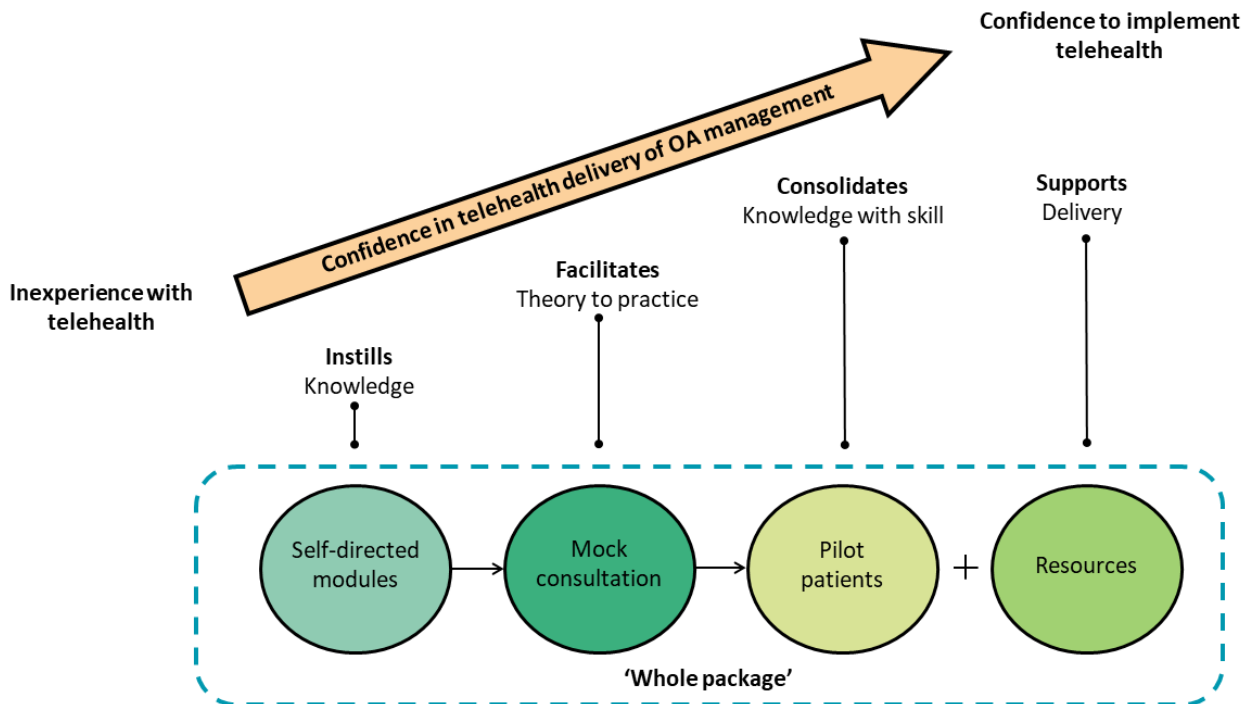 Confidence to implement
telehealth
Confidence in telehealth delivery of OA management
Consolidates
Knowledge with skill
Supports
Delivery
Facilitates
Theory to practice
Inexperience with
telehealth
Instills
Knowledge
Self-directed
modules
Mock
consultation
Pilot
patients
+
Resources
‘Whole package’